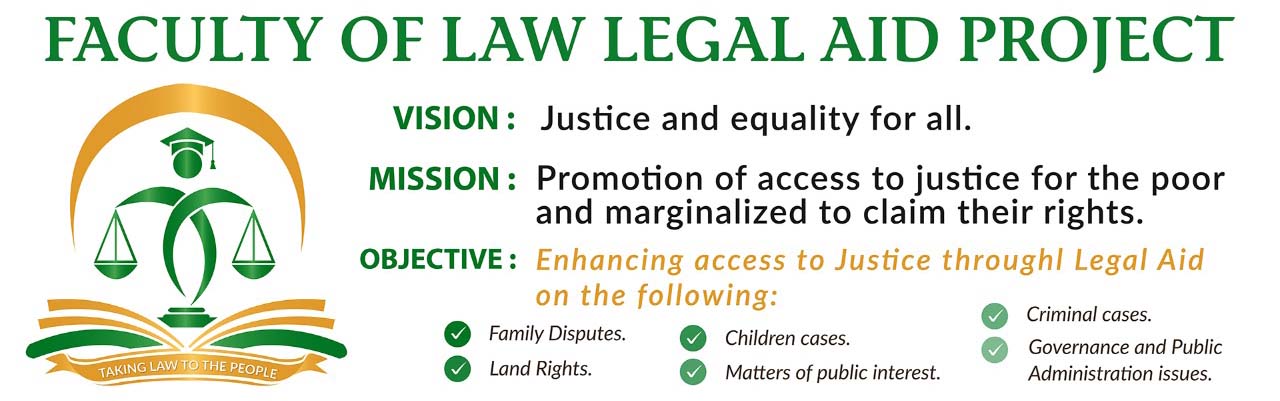 FACULTY OF LAW LEGAL AID PROJECT
VISION : Justice and equality for all.
MISSION : Promotion of access to justice for the poor
and marginalized to claim their rights.
OBJECTIVE : Enhancing access to Justice throughl Legal Aid
on the following:
Family Disputes.
Land Rights.
Children cases.
Matters of public interest.
Criminal cases.
Governance and Public
Administration issues.
TAKING LAW TO THE PEOPLE